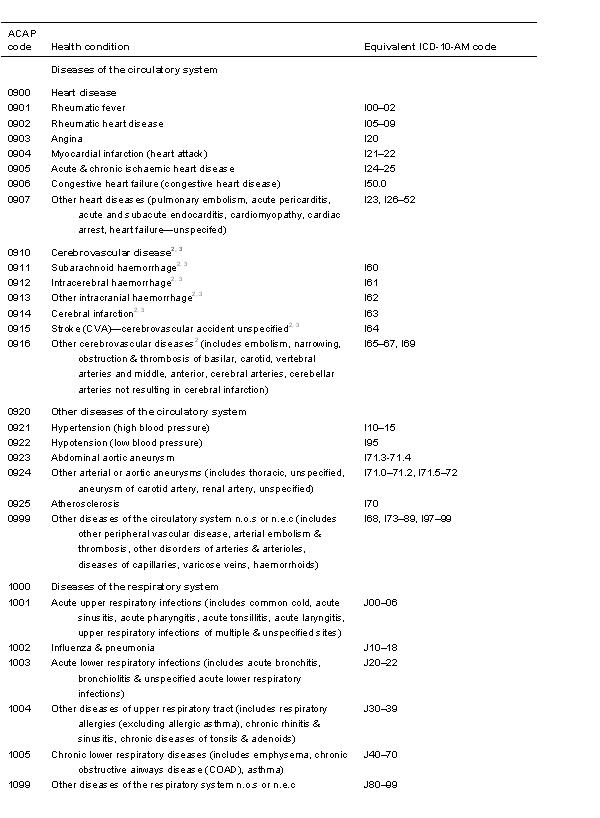 ACAP
code Health condition Equivalent ICD-10-AM code
Diseases of the circulatory system
0900 Heart disease
0901 Rheumatic fever I00–02
0902 Rheumatic heart disease I05–09
0903 Angina I20
0904 Myocardial infarction (heart attack) I21–22
0905 Acute & chronic ischaemic heart disease I24–25
0906 Congestive heart failure (congestive heart disease) I50.0
0907 Other heart diseases (pulmonary embolism, acute pericarditis, I23, I26–52
acute and subacute endocarditis, cardiomyopathy, cardiac
arrest, heart failure—unspecifed)
0910 Cerebrovascular disease2, 3
0911 Subarachnoid haemorrhage2, 3 I60
0912 Intracerebral haemorrhage2, 3 I61
0913 Other intracranial haemorrhage2, 3 I62
0914 Cerebral infarction2, 3 I63
0915 Stroke (CVA)—cerebrovascular accident unspecified2, 3 I64
0916 Other cerebrovascular diseases2 (includes embolism, narrowing, I65–67, I69
obstruction & thrombosis of basilar, carotid, vertebral
arteries and middle, anterior, cerebral arteries, cerebellar
arteries not resulting in cerebral infarction)
0920 Other diseases of the circulatory system
0921 Hypertension (high blood pressure) I10–15
0922 Hypotension (low blood pressure) I95
0923 Abdominal aortic aneurysm I71.3-71.4
0924 Other arterial or aortic aneurysms (includes thoracic, unspecified, I71.0–71.2, I71.5–72
aneurysm of carotid artery, renal artery, unspecified)
0925 Atherosclerosis I70
0999 Other diseases of the circulatory system n.o.s or n.e.c (includes I68, I73–89, I97–99
other peripheral vascular disease, arterial embolism &
thrombosis, other disorders of arteries & arterioles,
diseases of capillaries, varicose veins, haemorrhoids)
1000 Diseases of the respiratory system
1001 Acute upper respiratory infections (includes common cold, acute J00–06
sinusitis, acute pharyngitis, acute tonsillitis, acute laryngitis,
upper respiratory infections of multiple & unspecified sites)
1002 Influenza & pneumonia J10–18
1003 Acute lower respiratory infections (includes acute bronchitis, J20–22
bronchiolitis & unspecified acute lower respiratory
infections)
1004 Other diseases of upper respiratory tract (includes respiratory J30–39
allergies (excluding allergic asthma), chronic rhinitis &
sinusitis, chronic diseases of tonsils & adenoids)
1005 Chronic lower respiratory diseases (includes emphysema, chronic J40–70
obstructive airways disease (COAD), asthma)
1099 Other diseases of the respiratory system n.o.s or n.e.c J80–99